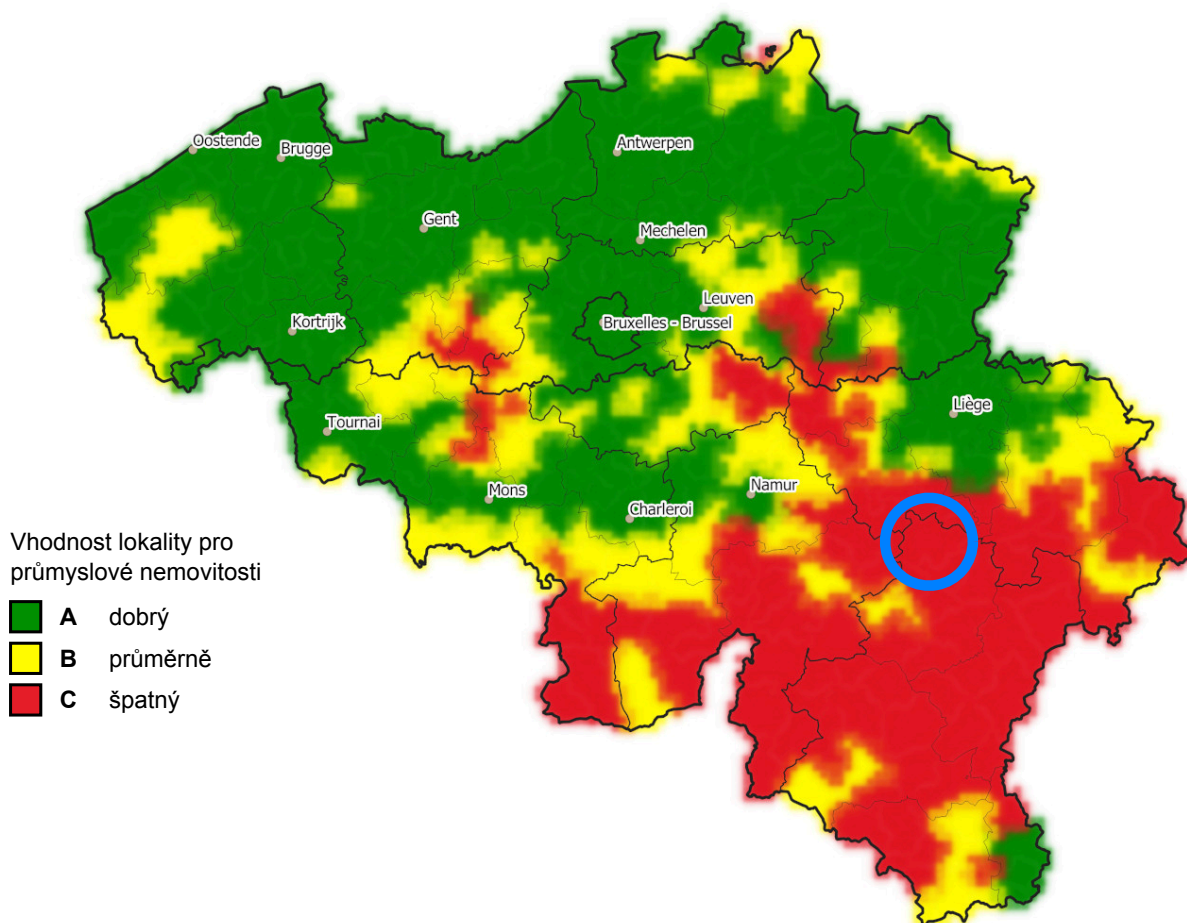 Oostende
Brugge
Antwerpen
Gent
Mechelen
Leuven
Kortrijk
Bruxelles - Brussel
Liège
Tournai
Mons
Namur
Charleroi
Vhodnost lokality pro
průmyslové nemovitosti
A dobrý
B průměrně
C špatný